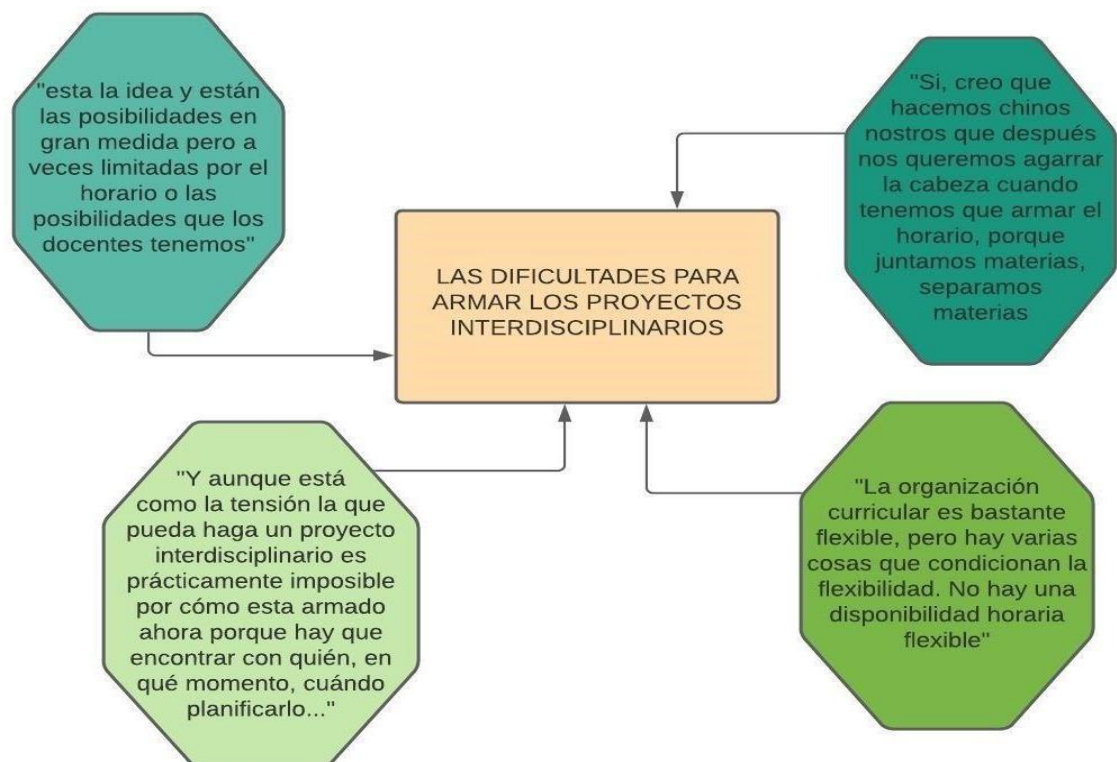 "esta la idea y están
las posibilidades en
gran medida pero a
veces limitadas por el
horario o las
posibilidades que los
docentes tenemos"
"Si, creo que
hacemos chinos
nostros que después
nos queremos agarrar
la cabeza cuando
tenemos que armar el
horario, porque
juntamos materias,
separamos
materias
LAS DIFICULTADES PARA
ARMAR LOS PROYECTOS
INTERDISCIPLINARIOS
"Y aunque está
como la tensión la que
pueda haga un proyecto
interdisciplinario es
prácticamente imposible
por cómo esta armado
ahora porque hay que
encontrar con quién, en
qué momento, cuándo
planificarlo..."
"La organización
curricular es bastante
flexible, pero hay varias
cosas que condicionan la
flexibilidad. No hay una
disponibilidad horaria
flexible"